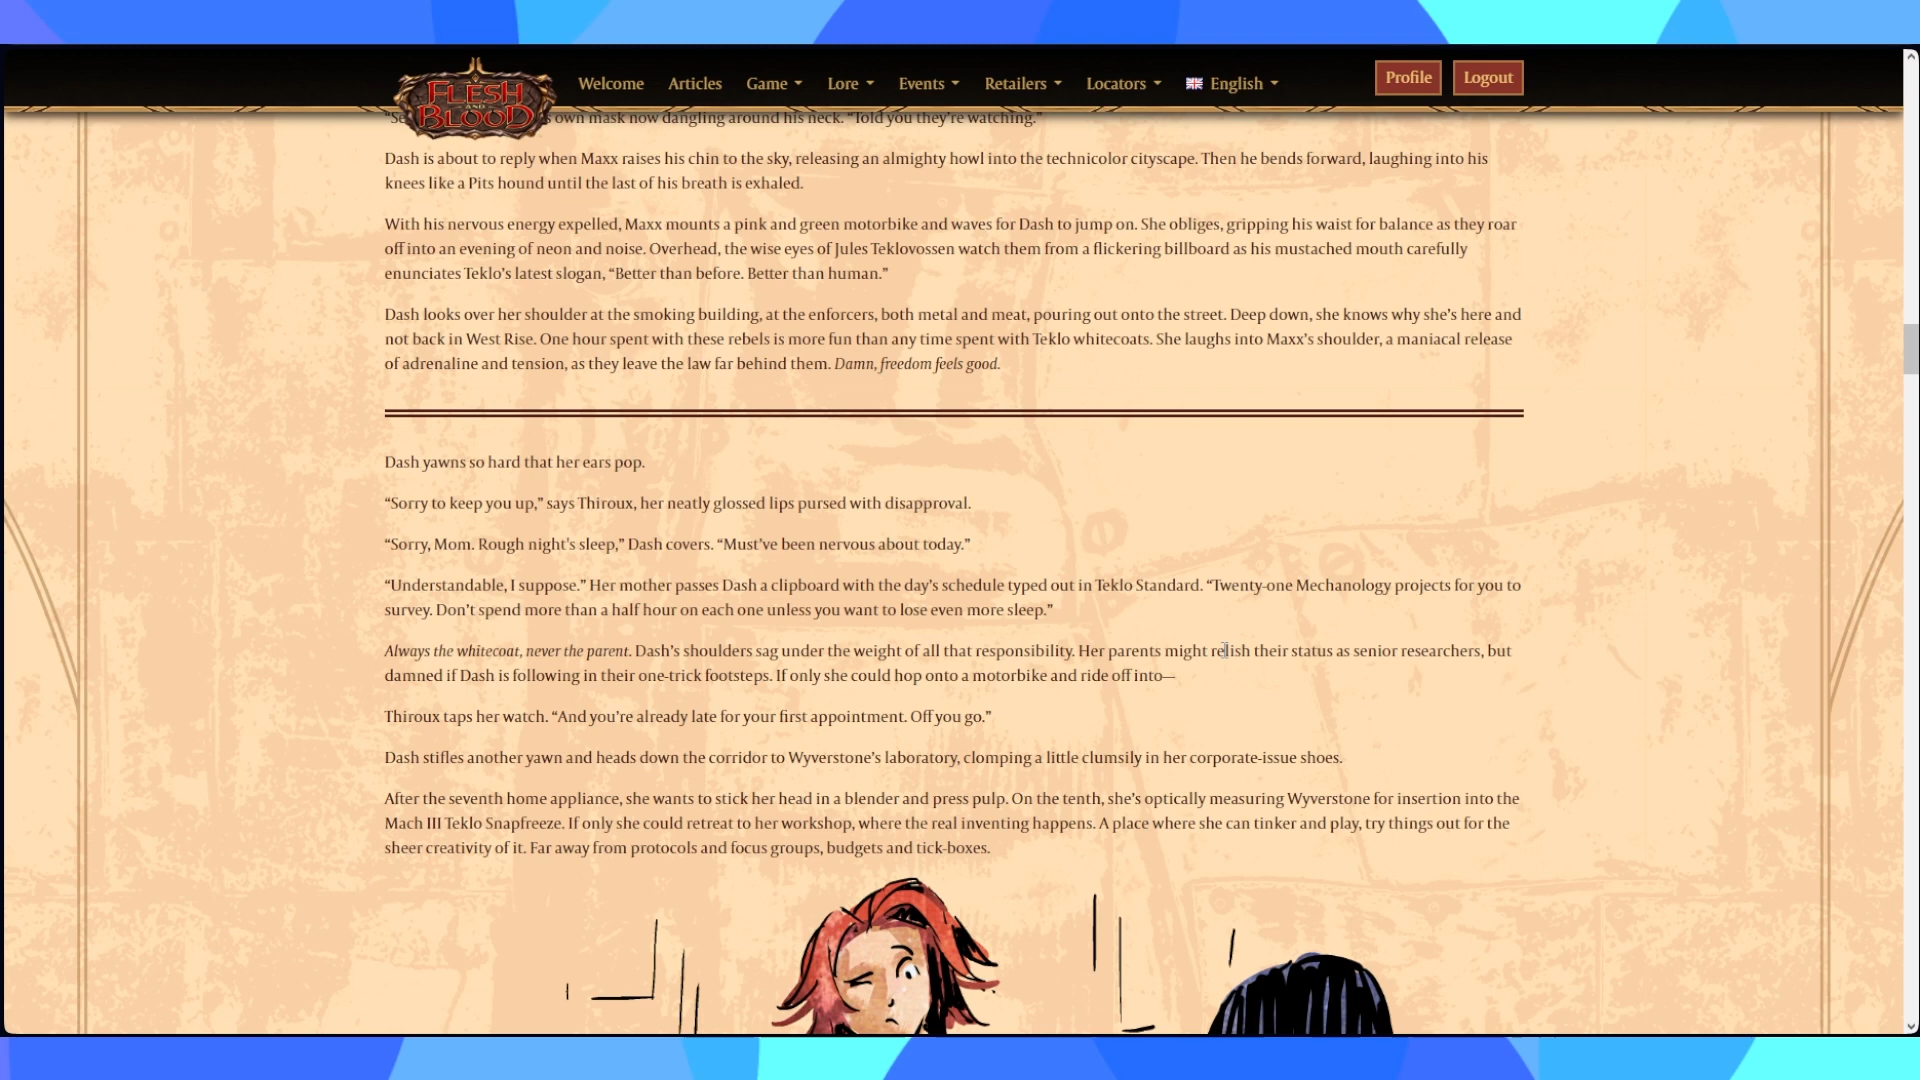 FLESH
AND
BLOOD
Welcome
Articles
Game
Lore
Events
Retailers
Locators
English
Profile
Logout
“Se own mask now dangling around his neck. “Told you they’re watching.”
Dash is about to reply when Maxx raises his chin to the sky, releasing an almighty howl into the technicolor cityscape. Then he bends forward, laughing into his
knees like a Pits hound until the last of his breath is exhaled.
With his nervous energy expelled, Maxx mounts a pink and green motorbike and waves for Dash to jump on. She obliges, gripping his waist for balance as they roar
off into an evening of neon and noise. Overhead, the wise eyes of Jules Teklovossen watch them from a flickering billboard as his mustached mouth carefully
enunciates Teklo’s latest slogan, “Better than before. Better than human.”
Dash looks over her shoulder at the smoking building, at the enforcers, both metal and meat, pouring out onto the street. Deep down, she knows why she’s here and
not back in West Rise. One hour spent with these rebels is more fun than any time spent with Teklo whitecoats. She laughs into Maxx’s shoulder, a maniacal release
of adrenaline and tension, as they leave the law far behind them. Damn, freedom feels good.
Dash yawns so hard that her ears pop.
“Sorry to keep you up,” says Thiroux, her neatly glossed lips pursed with disapproval.
“Sorry, Mom. Rough night's sleep,” Dash covers. “Must’ve been nervous about today.”
“Understandable, I suppose.” Her mother passes Dash a clipboard with the day’s schedule typed out in Teklo Standard. “Twenty-one Mechanology projects for you to
survey. Don’t spend more than a half hour on each one unless you want to lose even more sleep.”
Always the whitecoat, never the parent. Dash’s shoulders sag under the weight of all that responsibility. Her parents might relish their status as senior researchers, but
damned if Dash is following in their one-trick footsteps. If only she could hop onto a motorbike and ride off into—
Thiroux taps her watch. “And you’re already late for your first appointment. Off you go.”
Dash stifles another yawn and heads down the corridor to Wyverstone’s laboratory, clomping a little clumsily in her corporate-issue shoes.
After the seventh home appliance, she wants to stick her head in a blender and press pulp. On the tenth, she’s optically measuring Wyverstone for insertion into the
Mach III Teklo Snapfreeze. If only she could retreat to her workshop, where the real inventing happens. A place where she can tinker and play, try things out for the
sheer creativity of it. Far away from protocols and focus groups, budgets and tick-boxes.